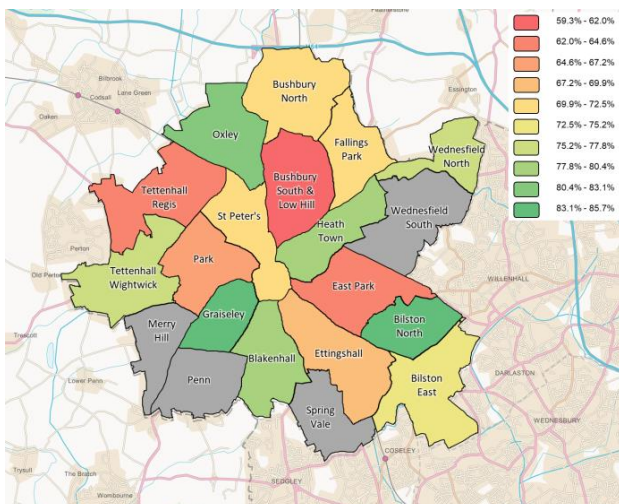 59.3% - 62.0%
62.0% - 64.6%
64.6% - 67.2%
67.2% - 69.9%
69.9% - 72.5%
72.5% - 75.2%
75.2% - 77.8%
77.8% - 80.4%
80.4% - 83.1%
83.1% - 85.7%
Bilbrook
Codsall
Lane Green
Oaken
Essington
Bushbury
North
Oxley
Fallings
Park
Wednesfield
North
Bushbury
South &
Low Hill
Tettenhall
Regis
St Peter's
Heath
Town
Wednesfield
South
Perton
Old Perton
Tettenhall
Wightwick
Park
East Park
WILLENHALL
Trescott
Merry
Hill
Graiseley
Bilston
North
Ettingshall
Blakenhall
Penn
Lower Penn
Bilston
East
DARLASTON
Spring
Vale
WEDNESBURY
COSELEY
Trysull
The Branch
Wombourne
SEDGLEY